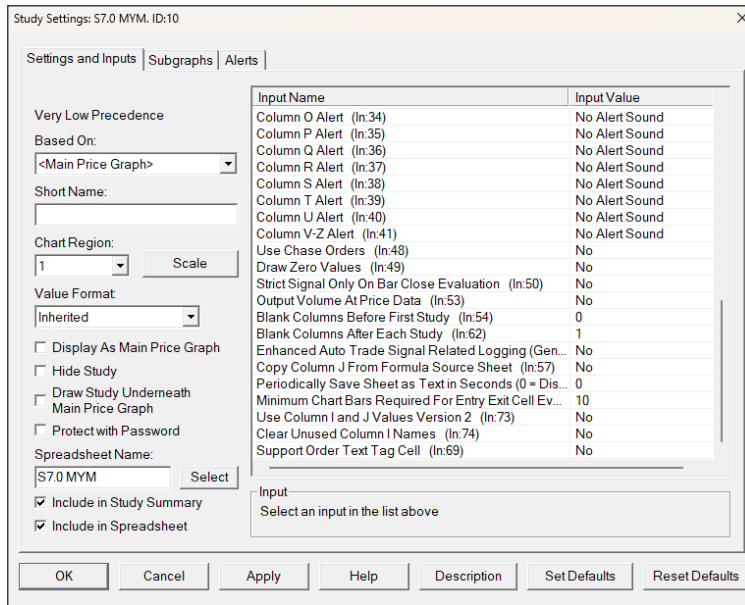 Study Settings: S7.0 MYM. ID:10
Settings and Inputs
Subgraphs
Alerts
Very Low Precedence
Based On:
<Main Price Graph>
Short Name:
Chart Region:
1
Scale
Value Format:
Inherited
Display As Main Price Graph
Hide Study
Draw Study Underneath
Main Price Graph
Protect with Password
Spreadsheet Name:
S7.0 MYM
Select
Include in Study Summary
Include in Spreadsheet
Input Name Input Value
Column O Alert (In:34) No Alert Sound
Column P Alert (In:35) No Alert Sound
Column Q Alert (In:36) No Alert Sound
Column R Alert (In:37) No Alert Sound
Column S Alert (In:38) No Alert Sound
Column T Alert (In:39) No Alert Sound
Column U Alert (In:40) No Alert Sound
Column V-Z Alert (In:41) No Alert Sound
Use Chase Orders (In:48) No
Draw Zero Values (In:49) No
Strict Signal Only On Bar Close Evaluation (In:50) No
Output Volume At Price Data (In:53) No
Blank Columns Before First Study (In:54) 0
Blank Columns After Each Study (In:62) 1
Enhanced Auto Trade Signal Related Logging (Gen... No
Copy Column J From Formula Source Sheet (In:57) No
Periodically Save Sheet as Text in Seconds (0 = Dis... 0
Minimum Chart Bars Required For Entry Exit Cell Ev... 10
Use Column I and J Values Version 2 (In:73) No
Clear Unused Column I Names (In:74) No
Support Order Text Tag Cell (In:69) No
Input
Select an input in the list above
OK
Cancel
Apply
Help
Description
Set Defaults
Reset Defaults